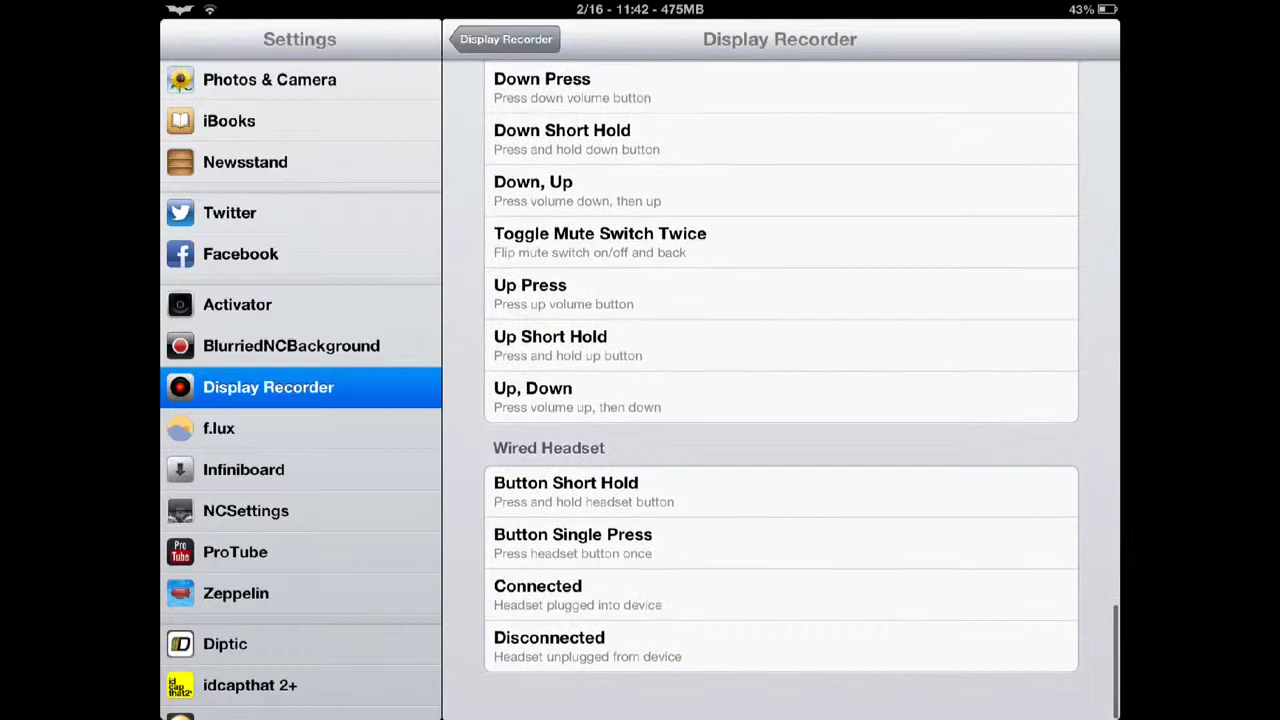 2/16 - 11:42 - 475MB
43%
Settings
Photos & Camera
iBooks
Newsstand
Twitter
Facebook
Activator
BlurriedNCBackground
Display Recorder
f.lux
Infiniboard
NCSettings
Pro
Tube
ProTube
Zeppelin
Diptic
id
cap
that2+
idcapthat 2+
Display Recorder
Display Recorder
Down Press
Press down volume button
Down Short Hold
Press and hold down button
Down, Up
Press volume down, then up
Toggle Mute Switch Twice
Flip mute switch on/off and back
Up Press
Press up volume button
Up Short Hold
Press and hold up button
Up, Down
Press volume up, then down
Wired Headset
Button Short Hold
Press and hold headset button
Button Single Press
Press headset button once
Connected
Headset plugged into device
Disconnected
Headset unplugged from device